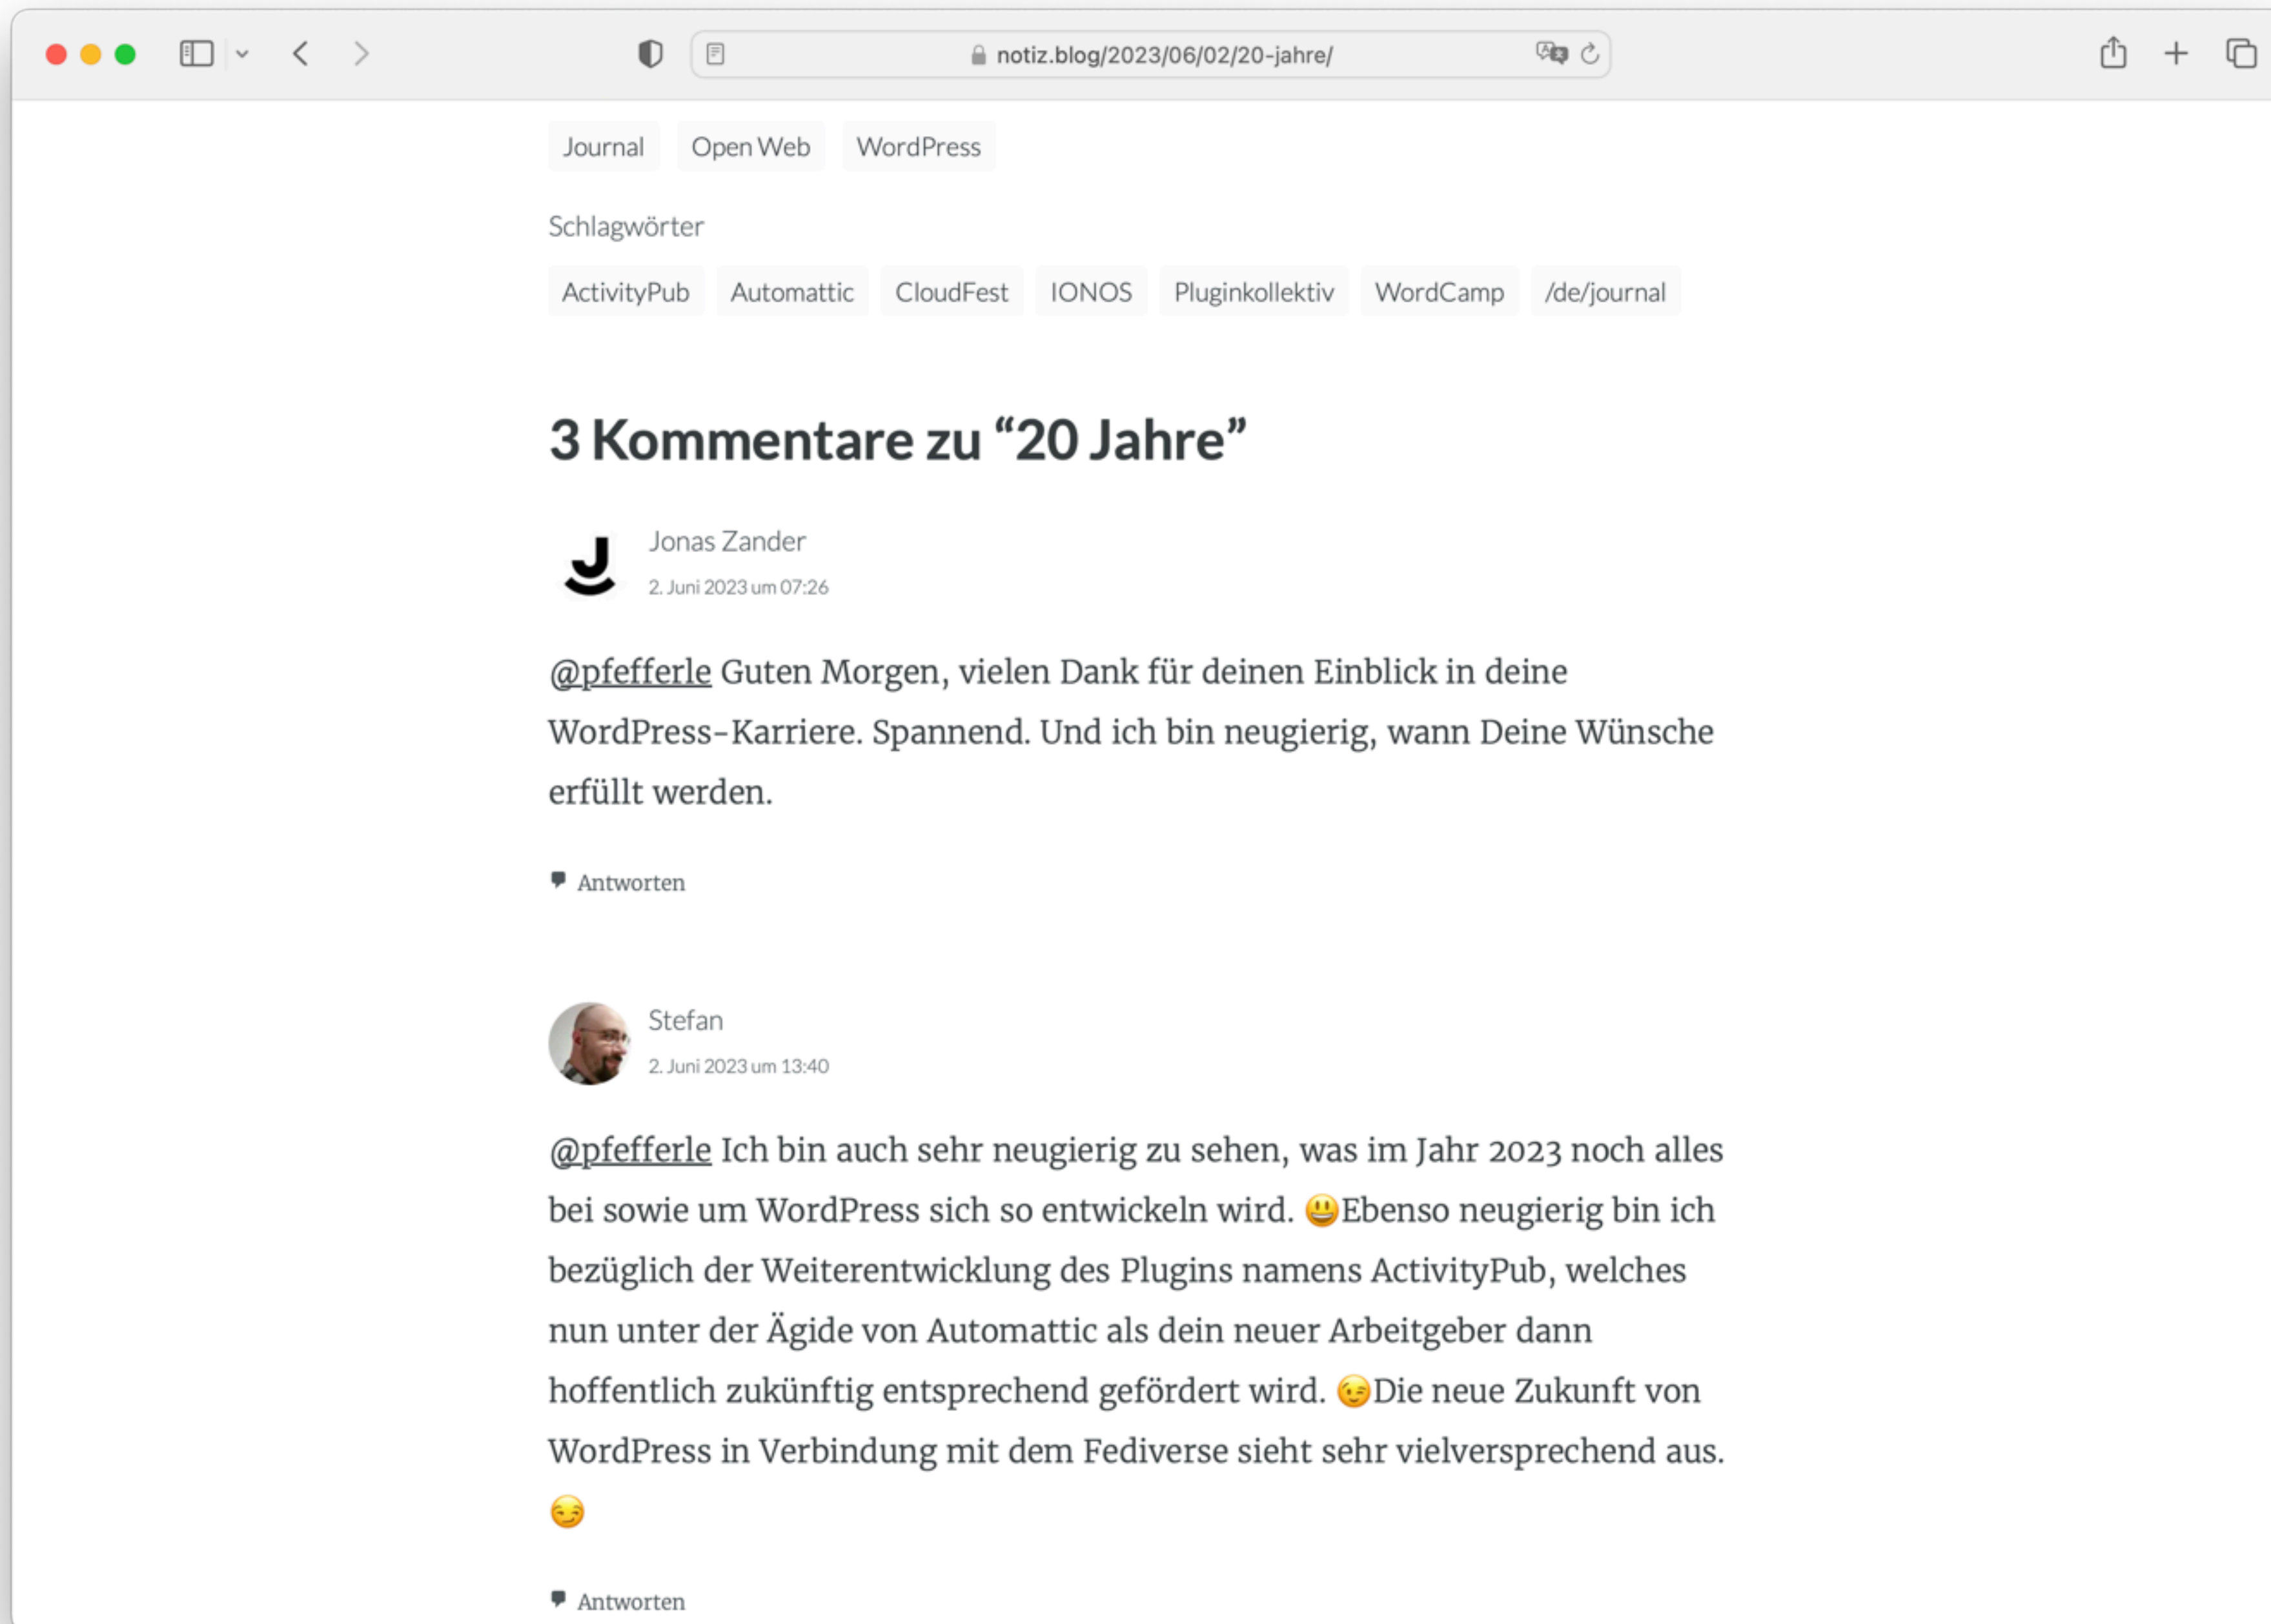 notiz.blog/2023/06/02/20-jahre/
Journal Open Web WordPress
Schlagwörter
ActivityPub Automattic CloudFest IONOS Pluginkollektiv WordCamp /de/journal
3 Kommentare zu “20 Jahre”
Jonas Zander
2. Juni 2023 um 07:26
@pfefferle Guten Morgen, vielen Dank für deinen Einblick in deine
WordPress-Karriere. Spannend. Und ich bin neugierig, wann Deine Wünsche
erfüllt werden.
Antworten
Stefan
2. Juni 2023 um 13:40
@pfefferle Ich bin auch sehr neugierig zu sehen, was im Jahr 2023 noch alles
bei sowie um WordPress sich so entwickeln wird. 😃Ebenso neugierig bin ich
bezüglich der Weiterentwicklung des Plugins namens ActivityPub, welches
nun unter der Ägide von Automattic als dein neuer Arbeitgeber dann
hoffentlich zukünftig entsprechend gefördert wird. 😉Die neue Zukunft von
WordPress in Verbindung mit dem Fediverse sieht sehr vielversprechend aus.
😏
Antworten